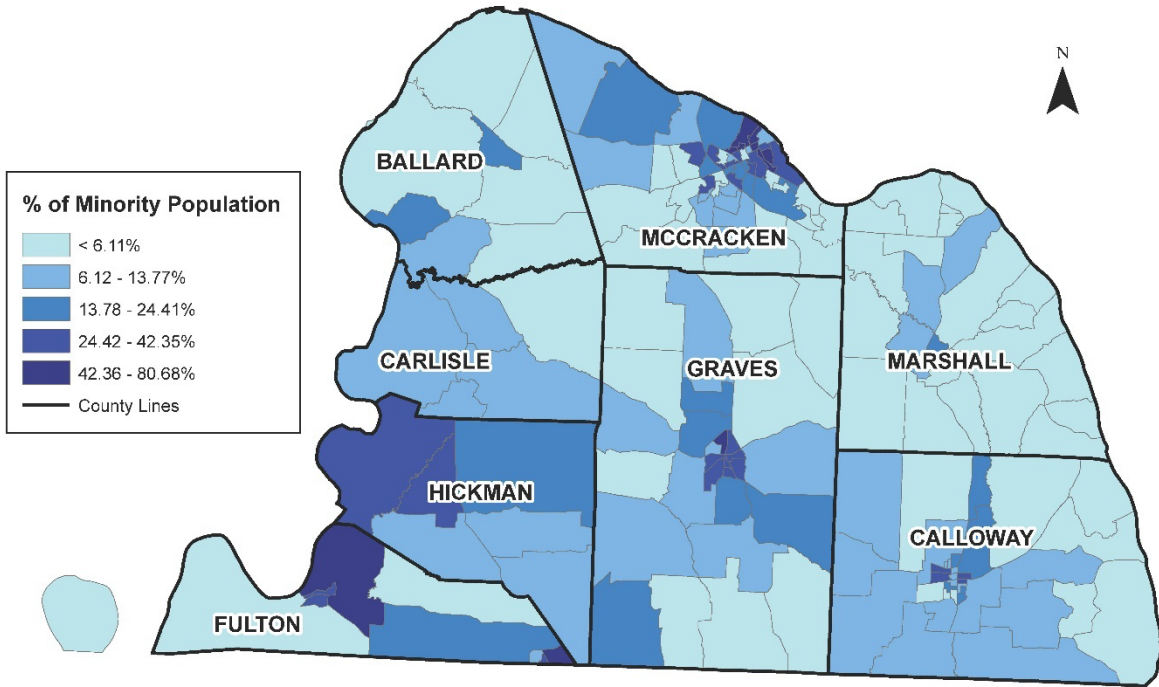 N
BALLARD
% of Minority Population
< 6.11%
6.12 - 13.77%
13.78 - 24.41%
24.42 - 42.35%
42.36 - 80.68%
County Lines
MCCRACKEN
CARLISLE
GRAVES
MARSHALL
HICKMAN
CALLOWAY
FULTON